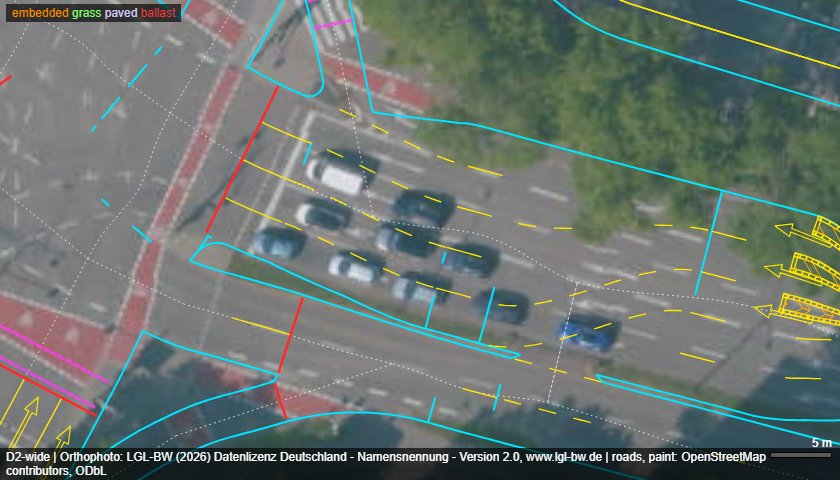 embedded grass paved ballast
5 m
D2-wide | Orthophoto: LGL-BW (2026) Datenlizenz Deutschland - Namensnennung - Version 2.0, www.lgl-bw.de | roads, paint: OpenStreetMap
contributors, ODbL